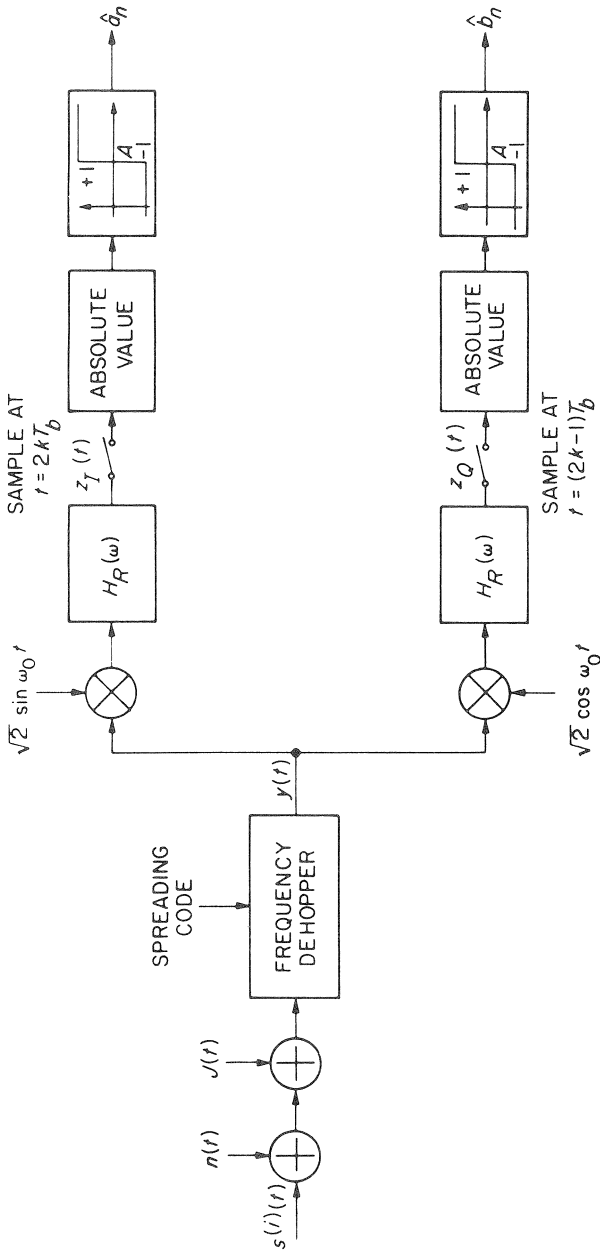 s^(i)(t)
n(t)
J(t)
SPREADING
CODE
FREQUENCY
DEHOPPER
y(t)
√2 sin ω₀t
H_R(ω)
SAMPLE AT
t = 2kT_b
z_I(t)
ABSOLUTE
VALUE
+1
A
-1
â_n
√2 cos ω₀t
H_R(ω)
z_Q(t)
SAMPLE AT
t = (2k-1)T_b
ABSOLUTE
VALUE
+1
A
-1
b̂_n